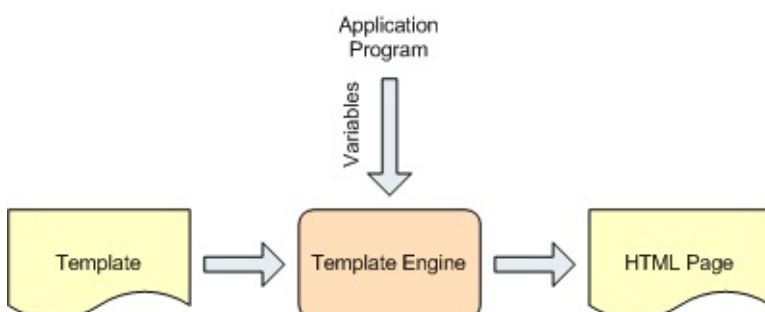 Application
Program
Variables
Template
Template Engine
HTML Page